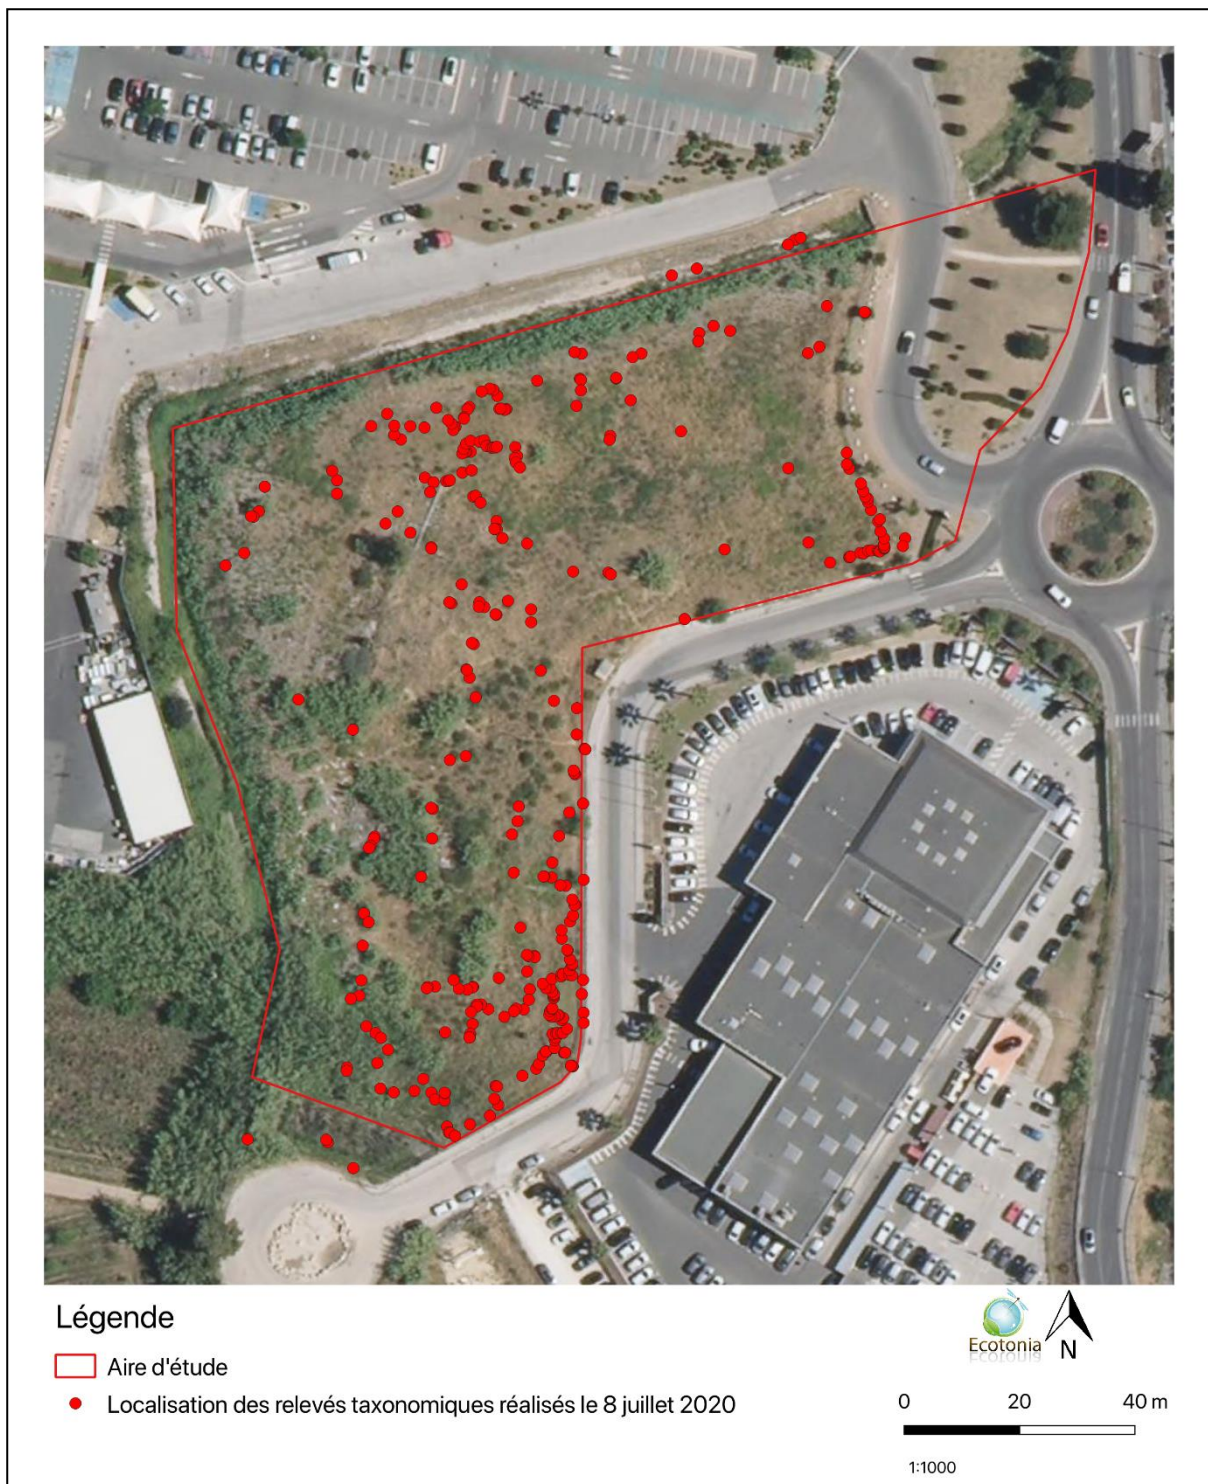 Légende
Aire d'étude
Localisation des relevés taxonomiques réalisés le 8 juillet 2020
Ecotonia
N
0 20 40 m
1:1000